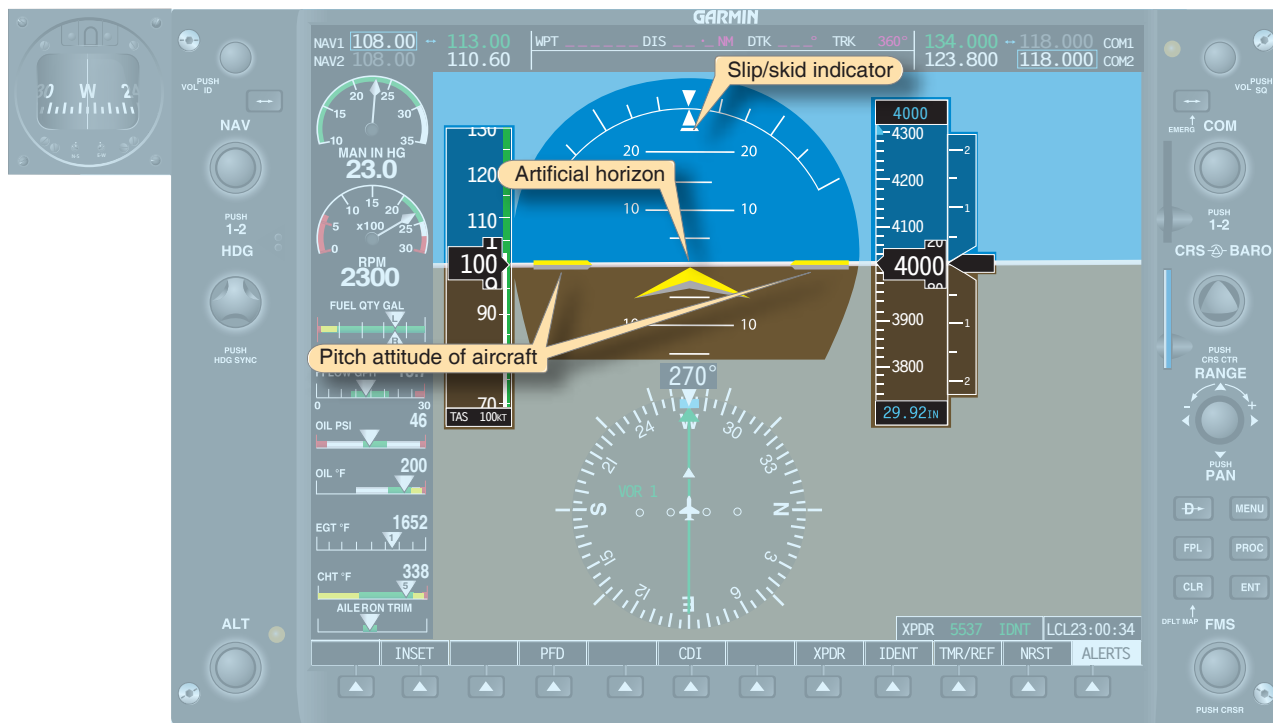 GARMIN
NAV1 108.00 ↔ 113.00
NAV2 108.00 110.60
WPT _ _ _ _ _ _ DIS _ _ . _ NM DTK _ _ _° TRK 360°
134.000 ↔ 118.000 COM1
123.800 118.000 COM2
30 W 24
N.L S.W
VOL PUSH ID
NAV
PUSH
1-2
HDG
PUSH
HDG SYNC
ALT
10 15 20 25 30 35
MAN IN HG
23.0
0 5 10 15 20 25 30
x100
RPM
2300
FUEL QTY GAL
L
R
0 30
OIL PSI 46
OIL °F 200
EGT °F 1652
1
CHT °F 338
5
AILERON TRIM
Slip/skid indicator
Artificial horizon
Pitch attitude of aircraft
130
120
110
100
90
70
TAS 100KT
20 20
10 10
10 10
4000
4300
4200
4100
4000
20
3900
3800
29.92IN
2
1
1
2
270°
24 W 30
21 33
S N
15 3
12 E 6
VOR 1
XPDR 5537 IDNT LCL23:00:34
INSET PFD CDI XPDR IDENT TMR/REF NRST ALERTS
VOL PUSH SQ
EMERG
COM
PUSH
1-2
CRS BARO
PUSH
CRS CTR
RANGE
- +
PUSH
PAN
D MENU
FPL PROC
CLR ENT
DFLT MAP
FMS
PUSH CRSR